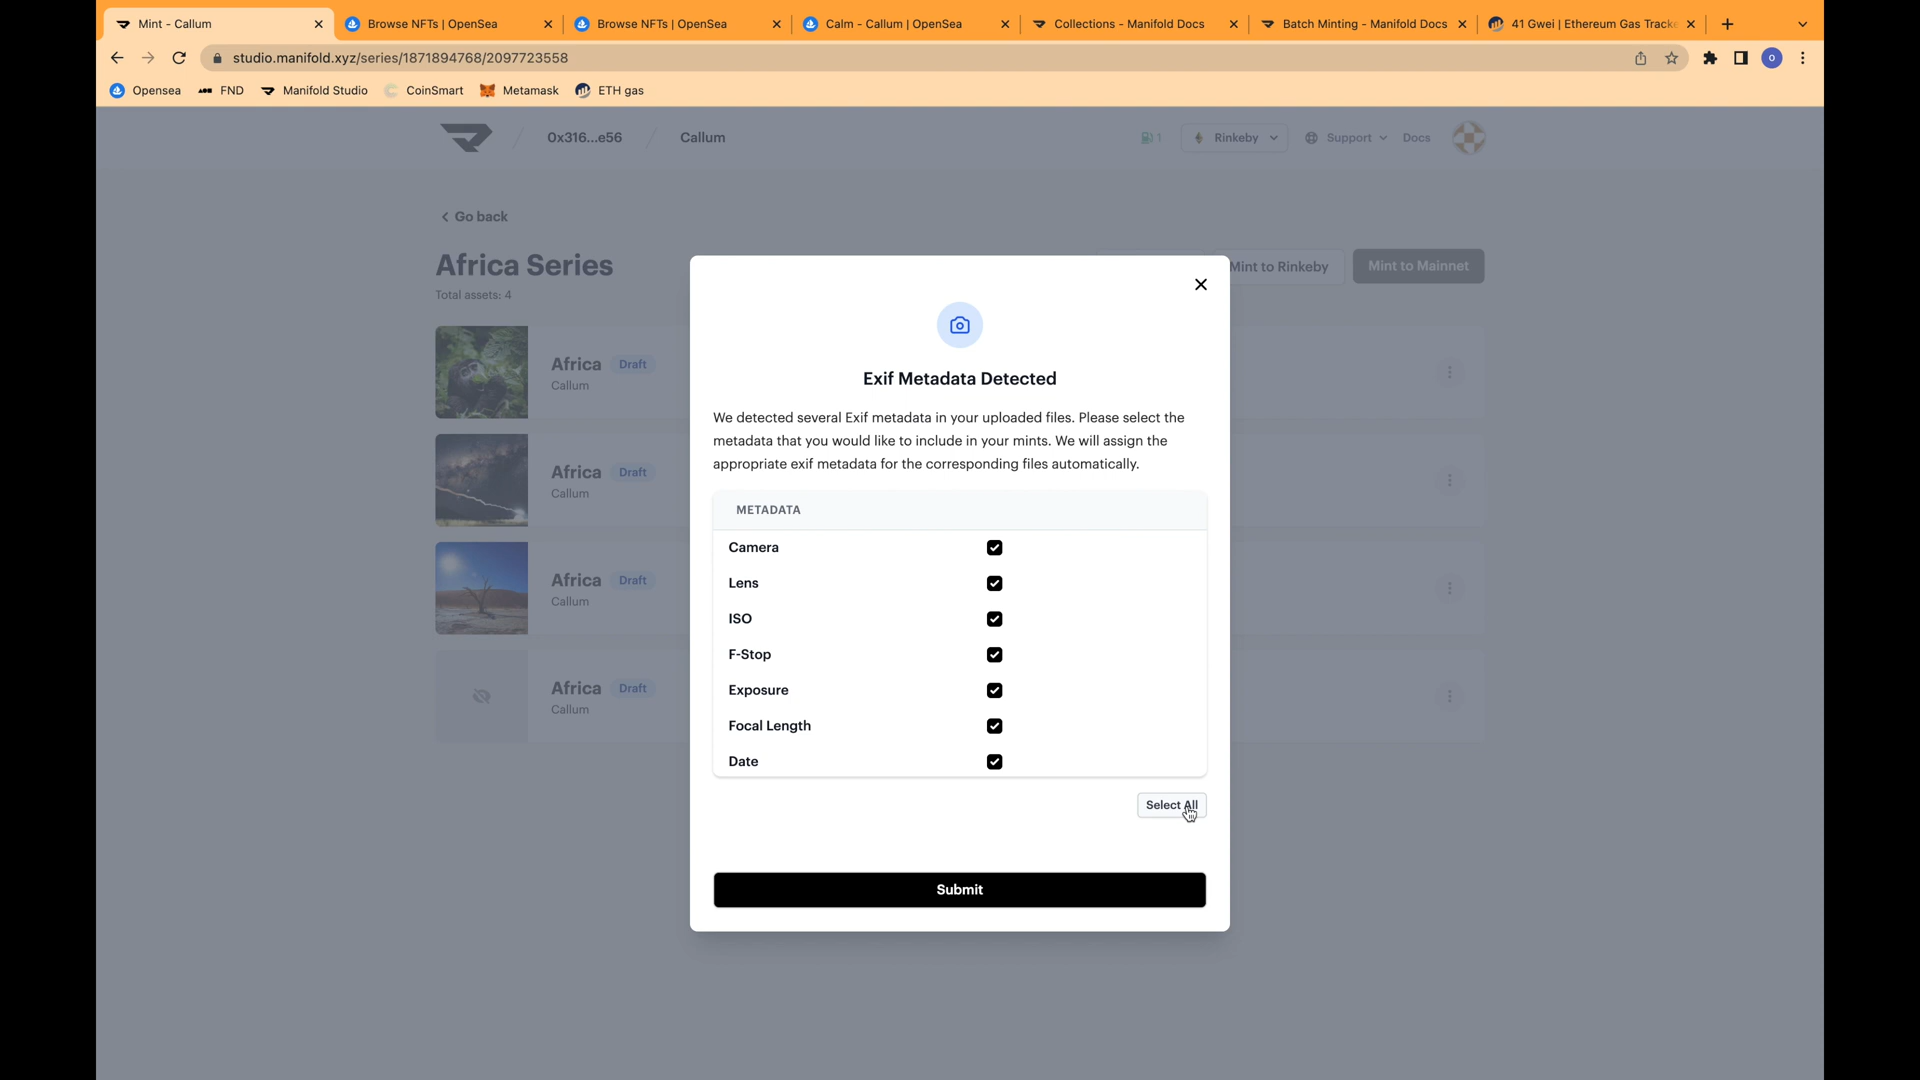 Mint - Callum
Browse NFTs | OpenSea
Browse NFTs | OpenSea
Calm - Callum | OpenSea
Collections - Manifold Docs
Batch Minting - Manifold Docs
41 Gwei | Ethereum Gas Tracke
studio.manifold.xyz/series/1871894768/2097723558
O
Opensea
FND
Manifold Studio
CoinSmart
Metamask
ETH gas
0x316...e56
Callum
1
Rinkeby
Support
Docs
Go back
Africa Series
Total assets: 4
Mint to Rinkeby
Mint to Mainnet
Africa
Draft
Callum
Africa
Draft
Callum
Africa
Draft
Callum
Africa
Draft
Callum
Exif Metadata Detected
We detected several Exif metadata in your uploaded files. Please select the
metadata that you would like to include in your mints. We will assign the
appropriate exif metadata for the corresponding files automatically.
METADATA
Camera
Lens
ISO
F-Stop
Exposure
Focal Length
Date
Select All
Submit